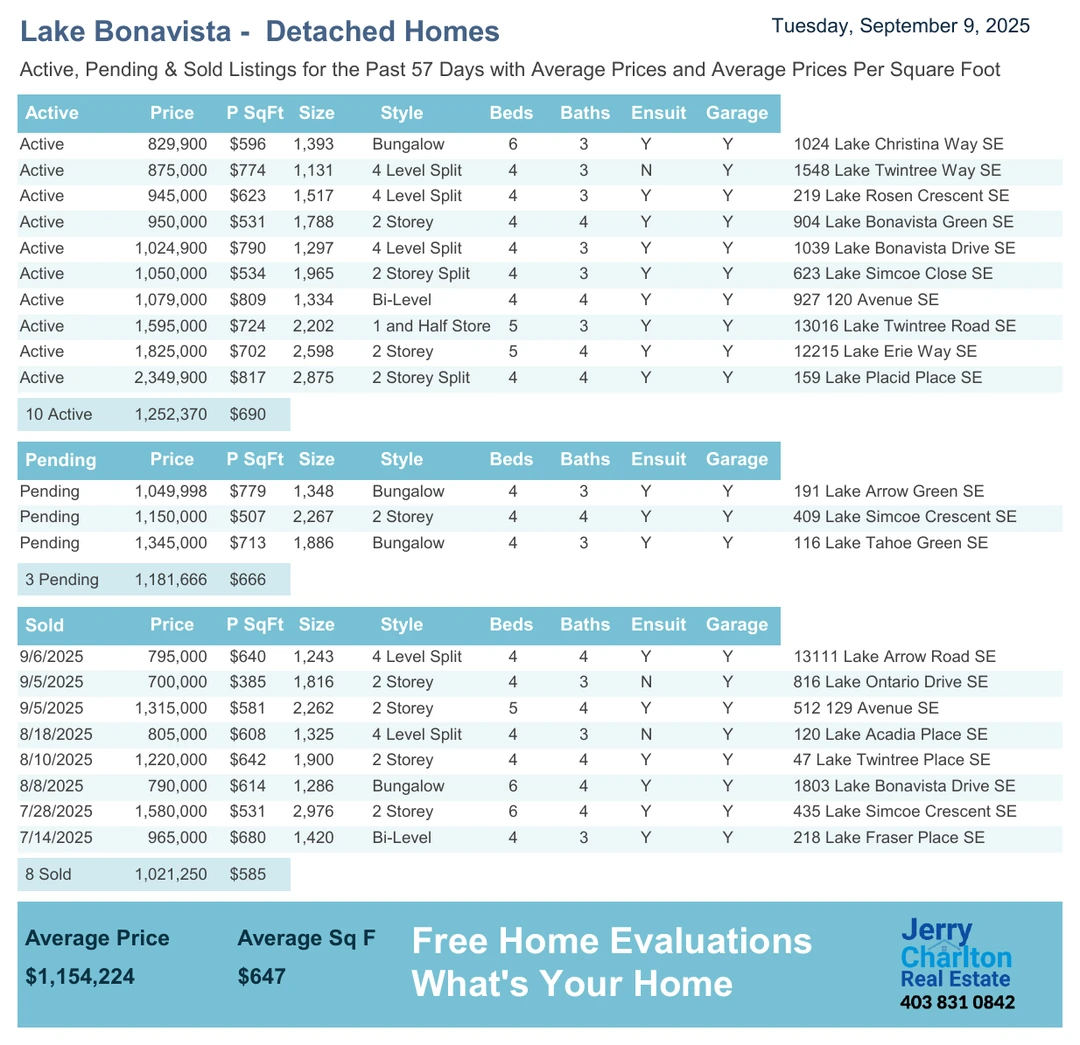 Lake Bonavista - Detached Homes
Tuesday, September 9, 2025
Active, Pending & Sold Listings for the Past 57 Days with Average Prices and Average Prices Per Square Foot
Active Price P SqFt Size Style Beds Baths Ensuit Garage
Active 829,900 $596 1,393 Bungalow 6 3 Y Y 1024 Lake Christina Way SE
Active 875,000 $774 1,131 4 Level Split 4 3 N Y 1548 Lake Twintree Way SE
Active 945,000 $623 1,517 4 Level Split 4 3 Y Y 219 Lake Rosen Crescent SE
Active 950,000 $531 1,788 2 Storey 4 4 Y Y 904 Lake Bonavista Green SE
Active 1,024,900 $790 1,297 4 Level Split 4 3 Y Y 1039 Lake Bonavista Drive SE
Active 1,050,000 $534 1,965 2 Storey Split 4 3 Y Y 623 Lake Simcoe Close SE
Active 1,079,000 $809 1,334 Bi-Level 4 4 Y Y 927 120 Avenue SE
Active 1,595,000 $724 2,202 1 and Half Store 5 3 Y Y 13016 Lake Twintree Road SE
Active 1,825,000 $702 2,598 2 Storey 5 4 Y Y 12215 Lake Erie Way SE
Active 2,349,900 $817 2,875 2 Storey Split 4 4 Y Y 159 Lake Placid Place SE
10 Active 1,252,370 $690
Pending Price P SqFt Size Style Beds Baths Ensuit Garage
Pending 1,049,998 $779 1,348 Bungalow 4 3 Y Y 191 Lake Arrow Green SE
Pending 1,150,000 $507 2,267 2 Storey 4 4 Y Y 409 Lake Simcoe Crescent SE
Pending 1,345,000 $713 1,886 Bungalow 4 3 Y Y 116 Lake Tahoe Green SE
3 Pending 1,181,666 $666
Sold Price P SqFt Size Style Beds Baths Ensuit Garage
9/6/2025 795,000 $640 1,243 4 Level Split 4 4 Y Y 13111 Lake Arrow Road SE
9/5/2025 700,000 $385 1,816 2 Storey 4 3 N Y 816 Lake Ontario Drive SE
9/5/2025 1,315,000 $581 2,262 2 Storey 5 4 Y Y 512 129 Avenue SE
8/18/2025 805,000 $608 1,325 4 Level Split 4 3 N Y 120 Lake Acadia Place SE
8/10/2025 1,220,000 $642 1,900 2 Storey 4 4 Y Y 47 Lake Twintree Place SE
8/8/2025 790,000 $614 1,286 Bungalow 6 4 Y Y 1803 Lake Bonavista Drive SE
7/28/2025 1,580,000 $531 2,976 2 Storey 6 4 Y Y 435 Lake Simcoe Crescent SE
7/14/2025 965,000 $680 1,420 Bi-Level 4 3 Y Y 218 Lake Fraser Place SE
8 Sold 1,021,250 $585
Average Price Average Sq F
$1,154,224 $647
Free Home Evaluations
What's Your Home
Jerry
Charlton
Real Estate
403 831 0842